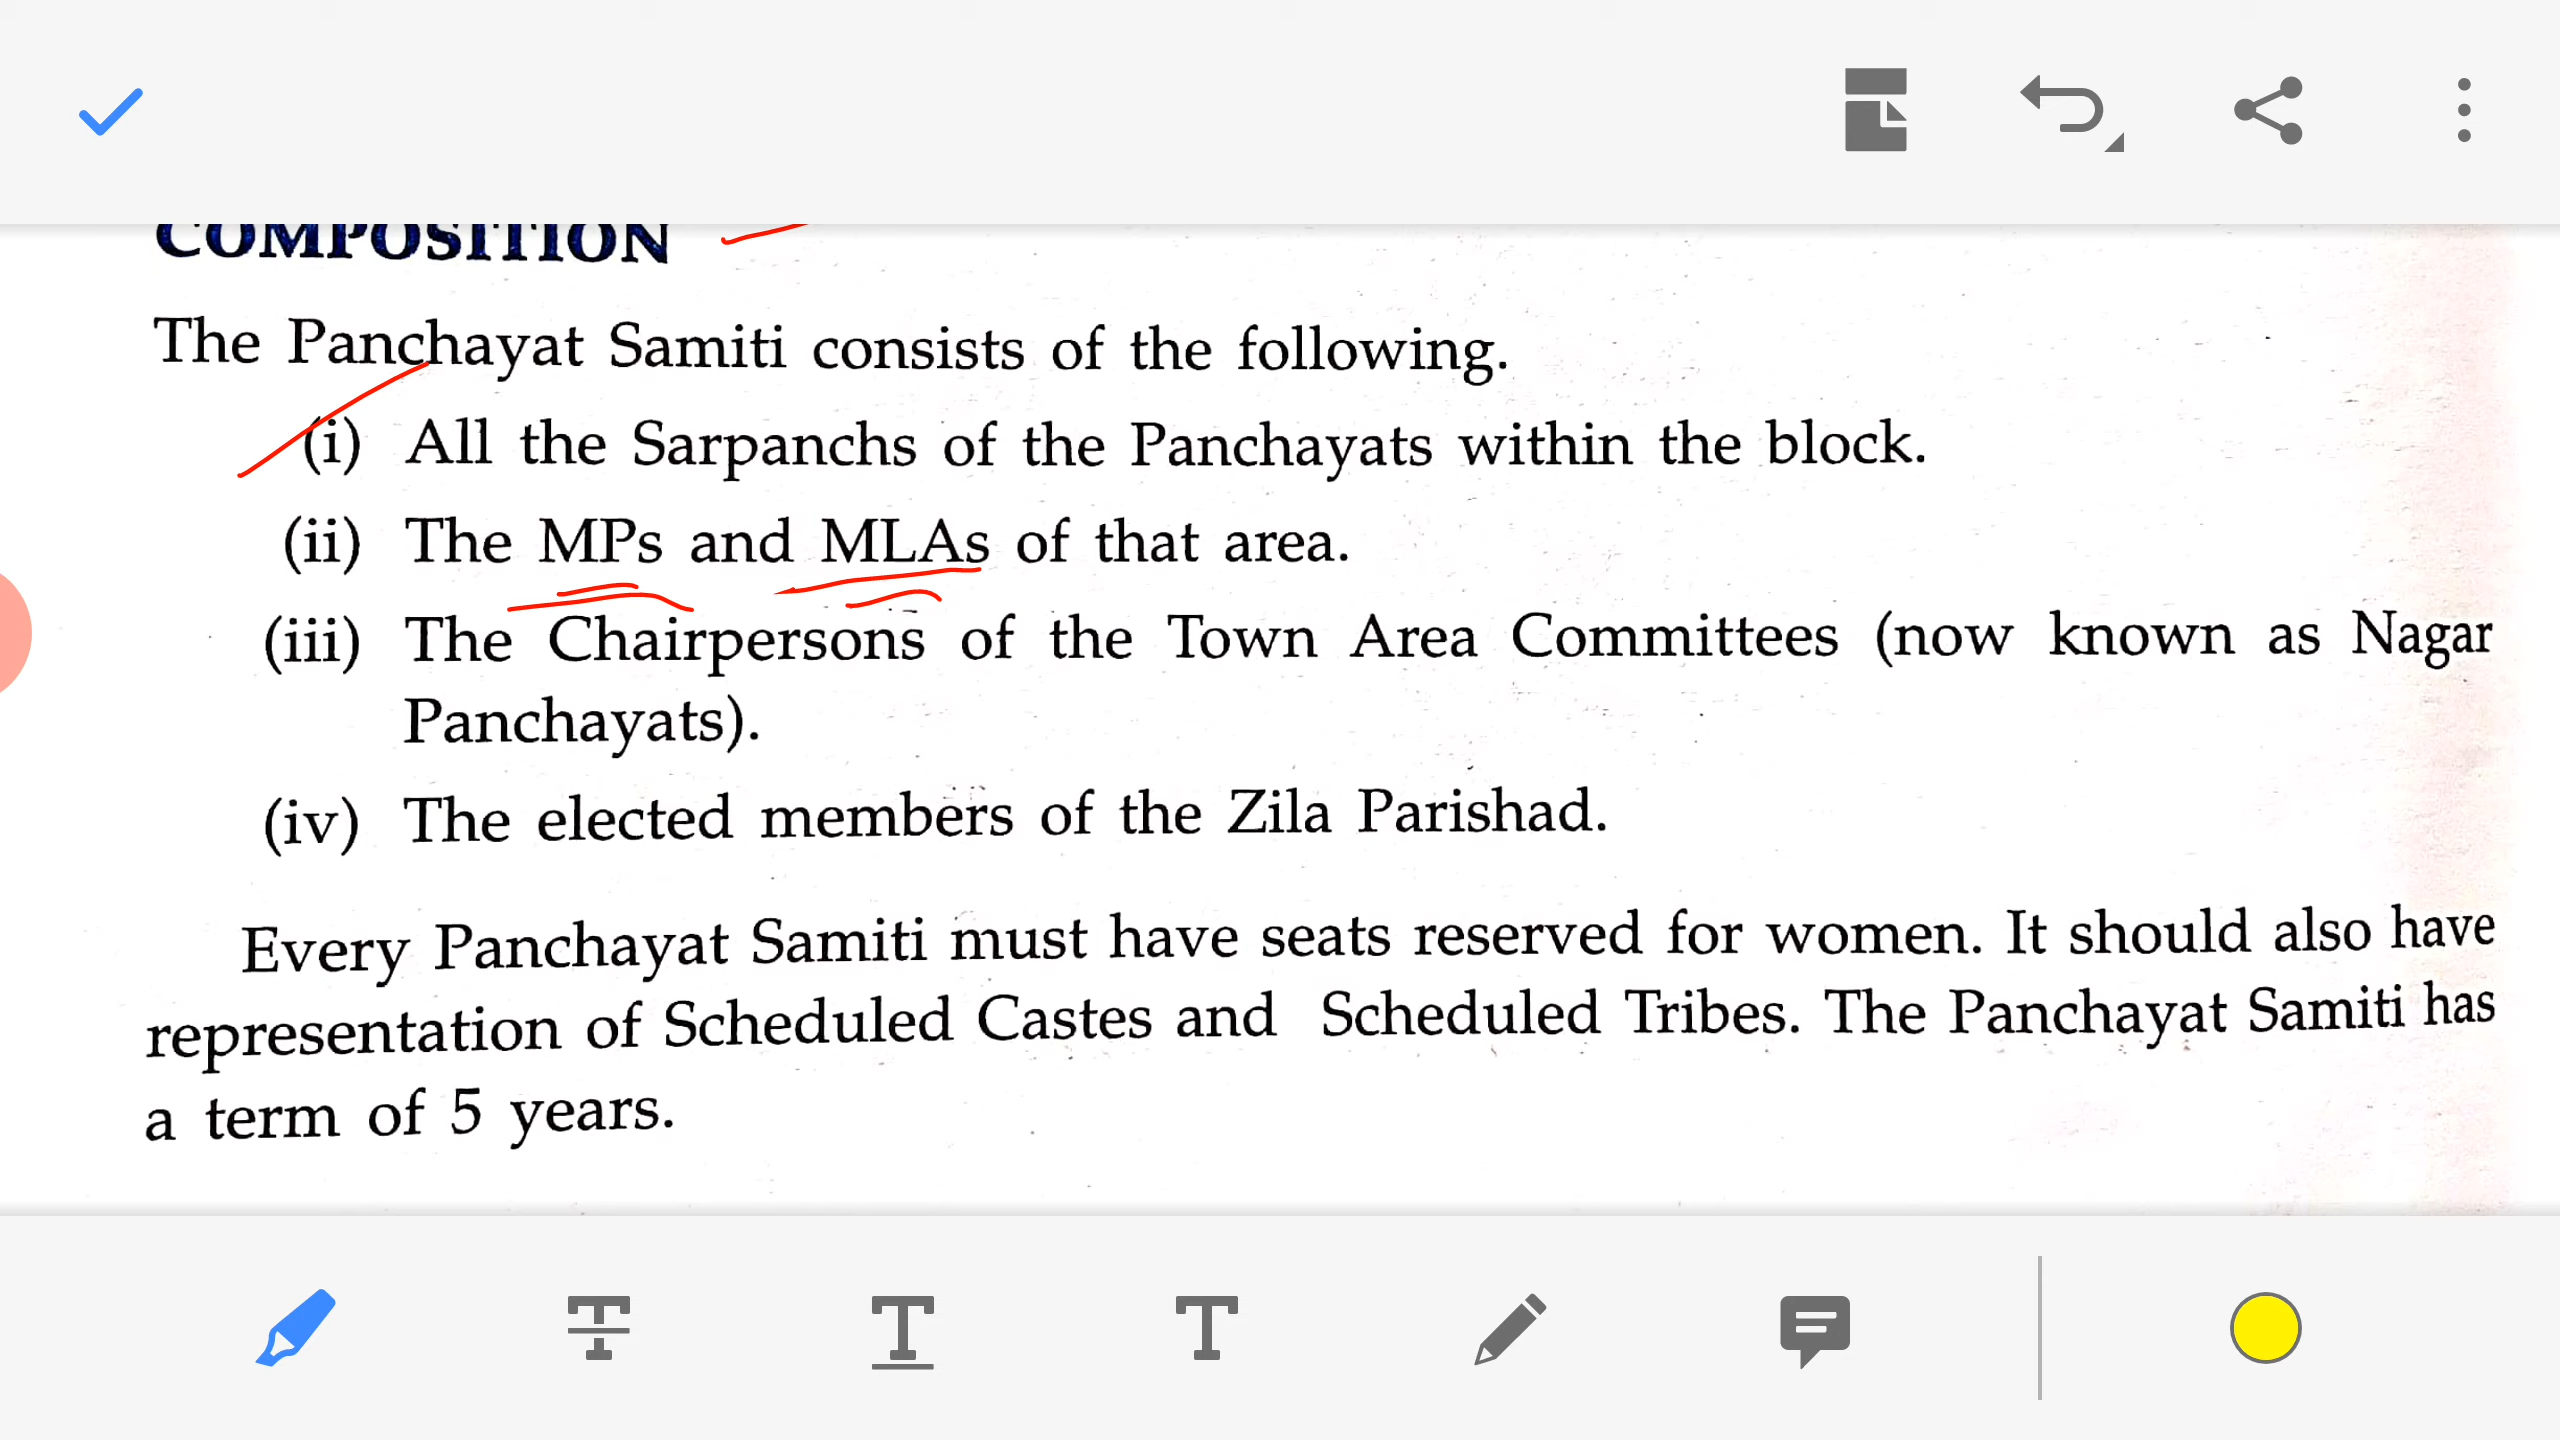 COMPOSITION
The Panchayat Samiti consists of the following.
(i) All the Sarpanchs of the Panchayats within the block.
(ii) The MPs and MLAs of that area.
(iii) The Chairpersons of the Town Area Committees (now known as Nagar
Panchayats).
(iv) The elected members of the Zila Parishad.
Every Panchayat Samiti must have seats reserved for women. It should also have
representation of Scheduled Castes and Scheduled Tribes. The Panchayat Samiti has
a term of 5 years.